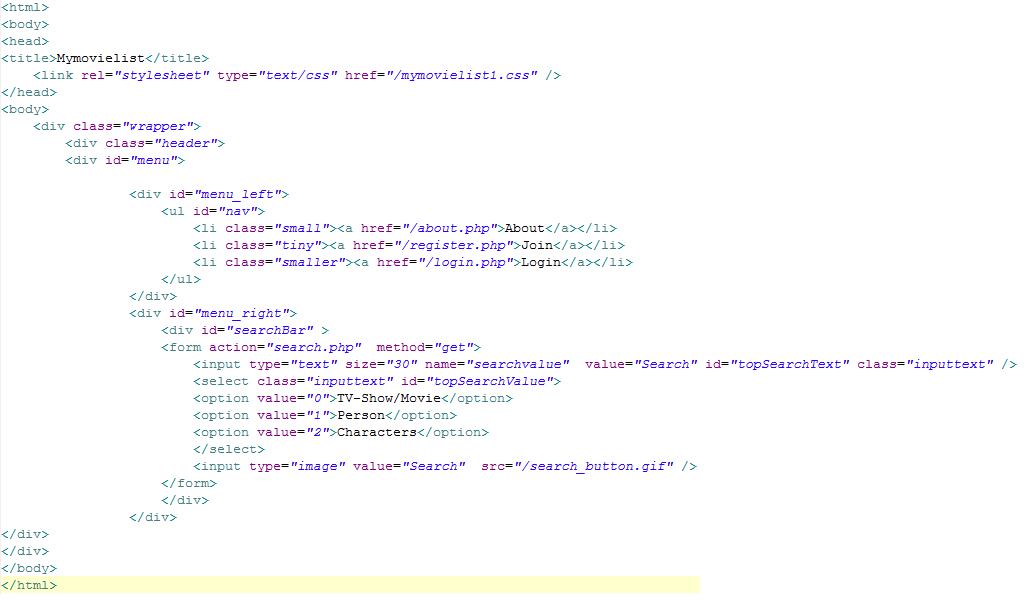 <html>
<body>
<head>
<title>Mymovielist</title>
    <link rel="stylesheet" type="text/css" href="/mymovielist1.css" />
</head>
<body>
    <div class="wrapper">
        <div class="header">
        <div id="menu">

                <div id="menu_left">
                    <ul id="nav">
                        <li class="small"><a href="/about.php">About</a></li>
                        <li class="tiny"><a href="/register.php">Join</a></li>
                        <li class="smaller"><a href="/login.php">Login</a></li>
                    </ul>
                </div>
                <div id="menu_right">
                    <div id="searchBar" >
                    <form action="search.php"  method="get">
                        <input type="text" size="30" name="searchvalue"  value="Search" id="topSearchText" class="inputtext" />
                        <select class="inputtext" id="topSearchValue">
                        <option value="0">TV-Show/Movie</option>
                        <option value="1">Person</option>
                        <option value="2">Characters</option>
                        </select>
                        <input type="image" value="Search"  src="/search_button.gif" />
                    </form>
                    </div>
                </div>
</div>
</div>
</body>
</html>